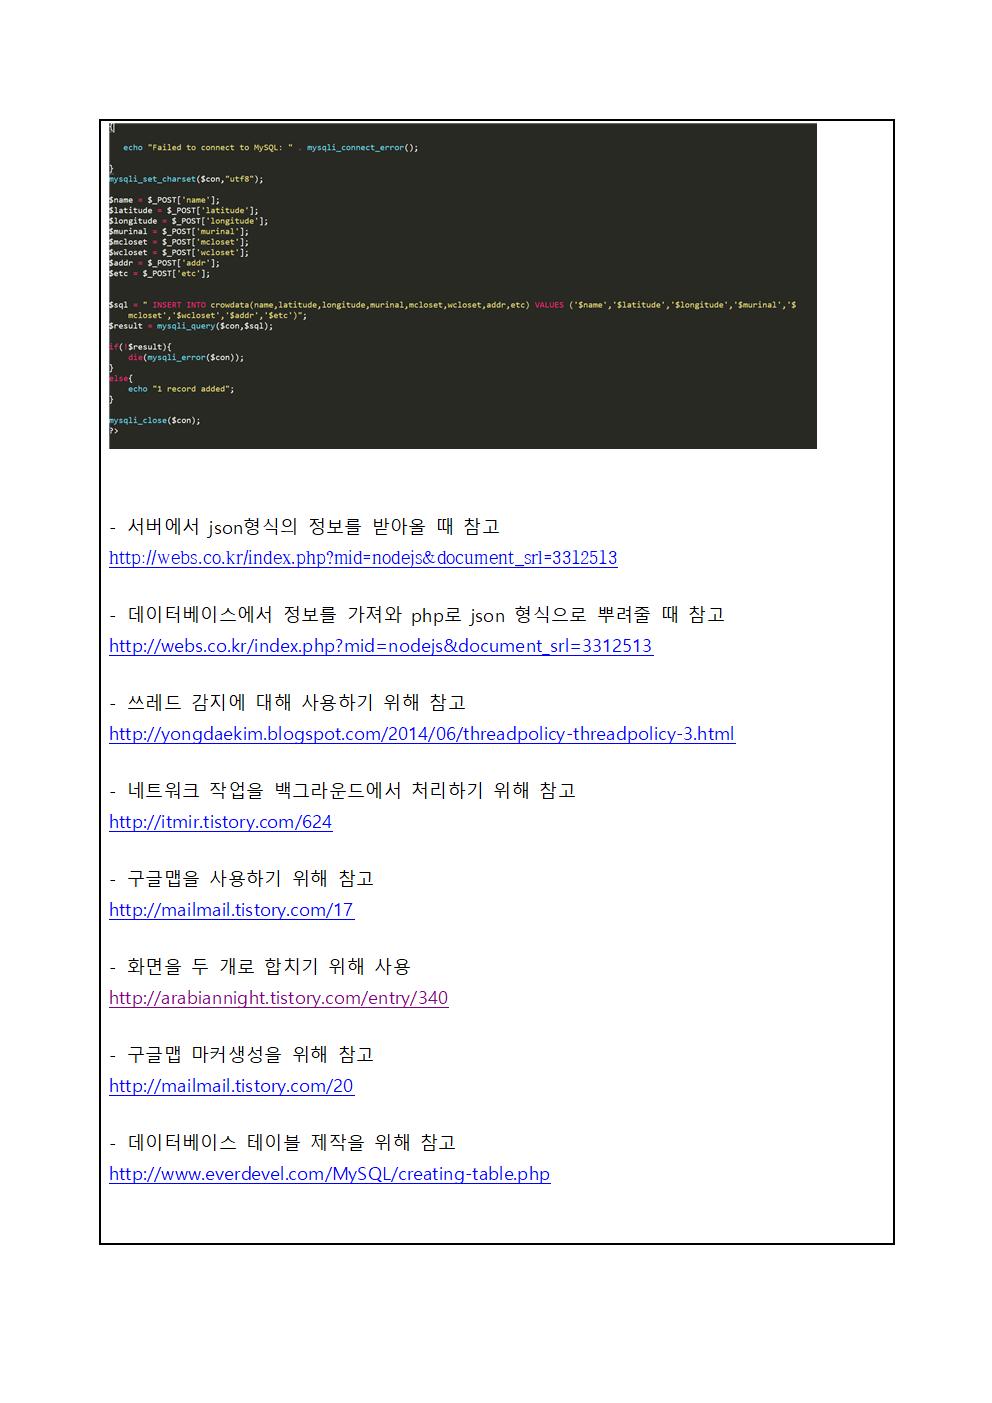 {
echo "Failed to connect to MySQL: " . mysqli_connect_error();
}
mysqli_set_charset($con,"utf8");
$name = $_POST['name'];
$latitude = $_POST['latitude'];
$longitude = $_POST['longitude'];
$murinal = $_POST['murinal'];
$mcloset = $_POST['mcloset'];
$wcloset = $_POST['wcloset'];
$addr = $_POST['addr'];
$etc = $_POST['etc'];
$sql = " INSERT INTO crowdata(name,latitude,longitude,murinal,mcloset,wcloset,addr,etc) VALUES ('$name','$latitude','$longitude','$murinal','$
mcloset','$wcloset','$addr','$etc')";
$result = mysqli_query($con,$sql);
if(!$result){
die(mysqli_error($con));
}
else{
echo "1 record added";
}
mysqli_close($con);
?>
- 서버에서 json형식의 정보를 받아올 때 참고
http://webs.co.kr/index.php?mid=nodejs&document_srl=3312513
- 데이터베이스에서 정보를 가져와 php로 json 형식으로 뿌려줄 때 참고
http://webs.co.kr/index.php?mid=nodejs&document_srl=3312513
- 쓰레드 감지에 대해 사용하기 위해 참고
http://yongdaekim.blogspot.com/2014/06/threadpolicy-threadpolicy-3.html
- 네트워크 작업을 백그라운드에서 처리하기 위해 참고
http://itmir.tistory.com/624
- 구글맵을 사용하기 위해 참고
http://mailmail.tistory.com/17
- 화면을 두 개로 합치기 위해 사용
http://arabiannight.tistory.com/entry/340
- 구글맵 마커생성을 위해 참고
http://mailmail.tistory.com/20
- 데이터베이스 테이블 제작을 위해 참고
http://www.everdevel.com/MySQL/creating-table.php